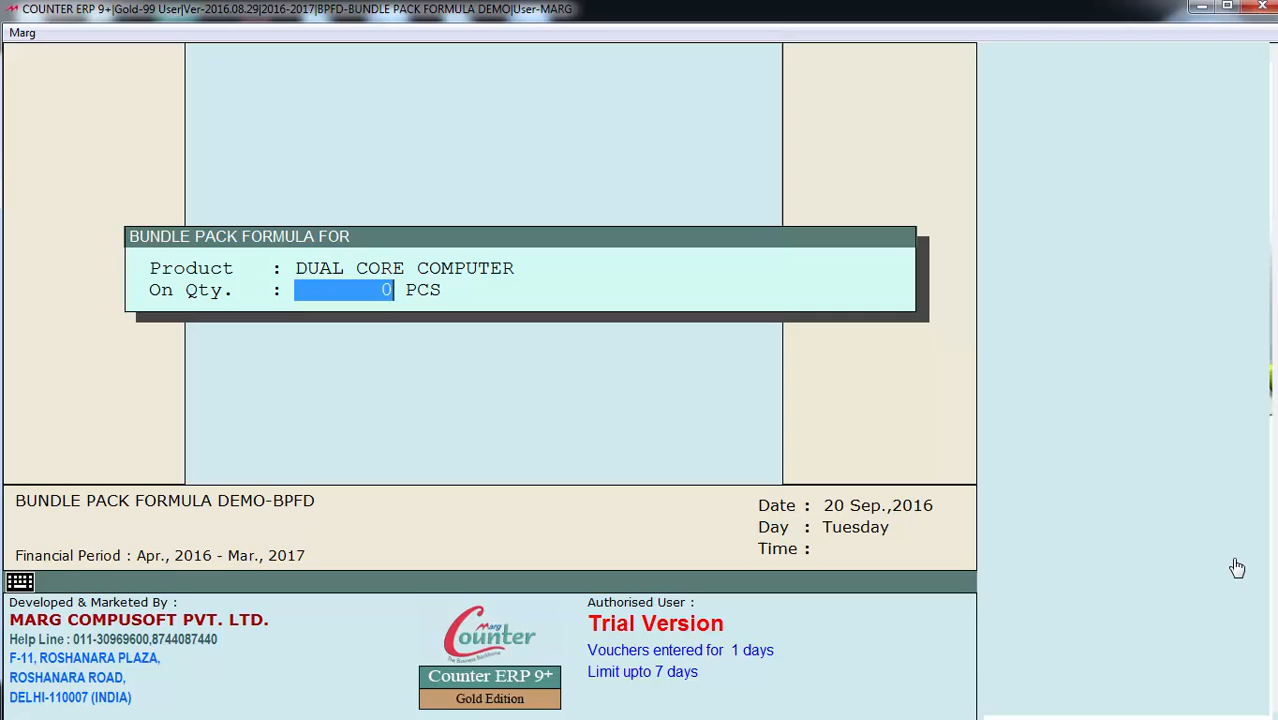 COUNTER ERP 9+|Gold-99 User|Ver-2016.08.29|2016-2017|BPFD-BUNDLE PACK FORMULA DEMO|User-MARG
Marg
BUNDLE PACK FORMULA FOR
Product : DUAL CORE COMPUTER
On Qty. : 0 PCS
BUNDLE PACK FORMULA DEMO-BPFD
Financial Period : Apr., 2016 - Mar., 2017
Date : 20 Sep.,2016
Day : Tuesday
Time :
Developed & Marketed By :
MARG COMPUSOFT PVT. LTD.
Help Line : 011-30969600,8744087440
F-11, ROSHANARA PLAZA,
ROSHANARA ROAD,
DELHI-110007 (INDIA)
Marg
Counter
The Business Backbone
Counter ERP 9+
Gold Edition
Authorised User :
Trial Version
Vouchers entered for 1 days
Limit upto 7 days